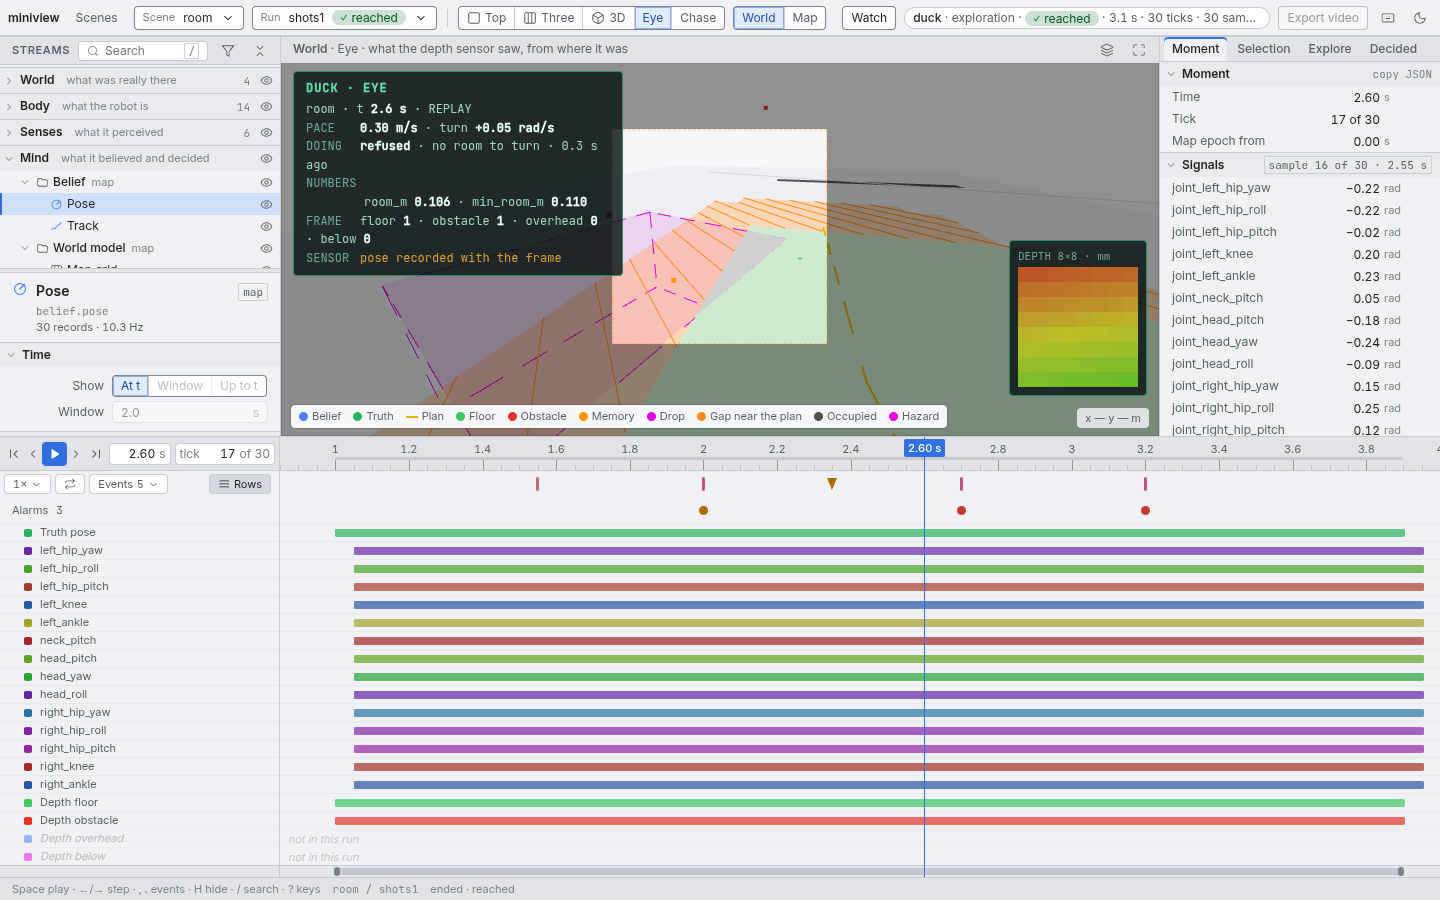 miniview Scenes Scene room Run shots1 ✓ reached Top Three 3D Eye Chase World Map Watch duck · exploration · ✓ reached · 3.1 s · 30 ticks · 30 sam... Export video
STREAMS Search /
World what was really there 4
Body what the robot is 14
Senses what it perceived 6
Mind what it believed and decided
Belief map
Pose
Track
World model map
Pose map
belief.pose
30 records · 10.3 Hz
Time
Show At t Window Up to t
Window 2.0 s
World · Eye · what the depth sensor saw, from where it was
DUCK · EYE
room · t 2.6 s · REPLAY
PACE 0.30 m/s · turn +0.05 rad/s
DOING refused · no room to turn · 0.3 s
ago
NUMBERS
room_m 0.106 · min_room_m 0.110
FRAME floor 1 · obstacle 1 · overhead 0
· below 0
SENSOR pose recorded with the frame
DEPTH 8×8 · mm
Belief Truth Plan Floor Obstacle Memory Drop Gap near the plan Occupied Hazard
x — y — m
Moment Selection Explore Decided
Moment copy JSON
Time 2.60 s
Tick 17 of 30
Map epoch from 0.00 s
Signals sample 16 of 30 · 2.55 s
joint_left_hip_yaw −0.22 rad
joint_left_hip_roll −0.22 rad
joint_left_hip_pitch −0.02 rad
joint_left_knee 0.20 rad
joint_left_ankle 0.23 rad
joint_neck_pitch 0.05 rad
joint_head_pitch −0.18 rad
joint_head_yaw −0.24 rad
joint_head_roll −0.09 rad
joint_right_hip_yaw 0.15 rad
joint_right_hip_roll 0.25 rad
joint_right_hip_pitch 0.12 rad
2.60 s tick 17 of 30 1 1.2 1.4 1.6 1.8 2 2.2 2.4 2.60 s 2.8 3 3.2 3.4 3.6 3.8
1× Events 5 Rows
Alarms 3
Truth pose
left_hip_yaw
left_hip_roll
left_hip_pitch
left_knee
left_ankle
neck_pitch
head_pitch
head_yaw
head_roll
right_hip_yaw
right_hip_roll
right_hip_pitch
right_knee
right_ankle
Depth floor
Depth obstacle
Depth overhead not in this run
Depth below not in this run
Space play · ←/→ step · , . events · H hide · / search · ? keys room / shots1 ended · reached